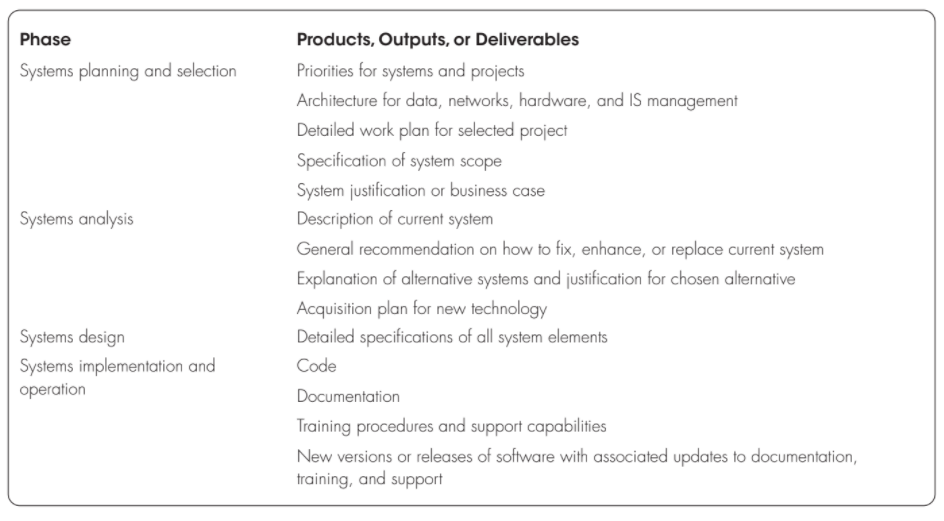 Phase Products, Outputs, or Deliverables
Systems planning and selection Priorities for systems and projects
Architecture for data, networks, hardware, and IS management
Detailed work plan for selected project
Specification of system scope
System justification or business case
Systems analysis Description of current system
General recommendation on how to fix, enhance, or replace current system
Explanation of alternative systems and justification for chosen alternative
Acquisition plan for new technology
Systems design Detailed specifications of all system elements
Systems implementation and Code
operation
Documentation
Training procedures and support capabilities
New versions or releases of software with associated updates to documentation,
training, and support